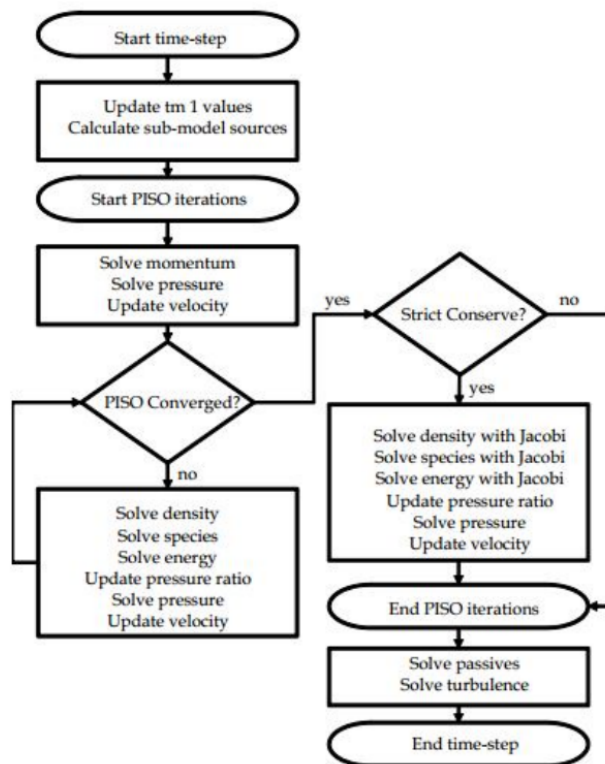 Start time-step
Update tm 1 values
Calculate sub-model sources
Start PISO iterations
Solve momentum
Solve pressure
Update velocity
PISO Converged?
yes
no
Solve density
Solve species
Solve energy
Update pressure ratio
Solve pressure
Update velocity
Strict Conserve?
no
yes
Solve density with Jacobi
Solve species with Jacobi
Solve energy with Jacobi
Update pressure ratio
Solve pressure
Update velocity
End PISO iterations
Solve passives
Solve turbulence
End time-step